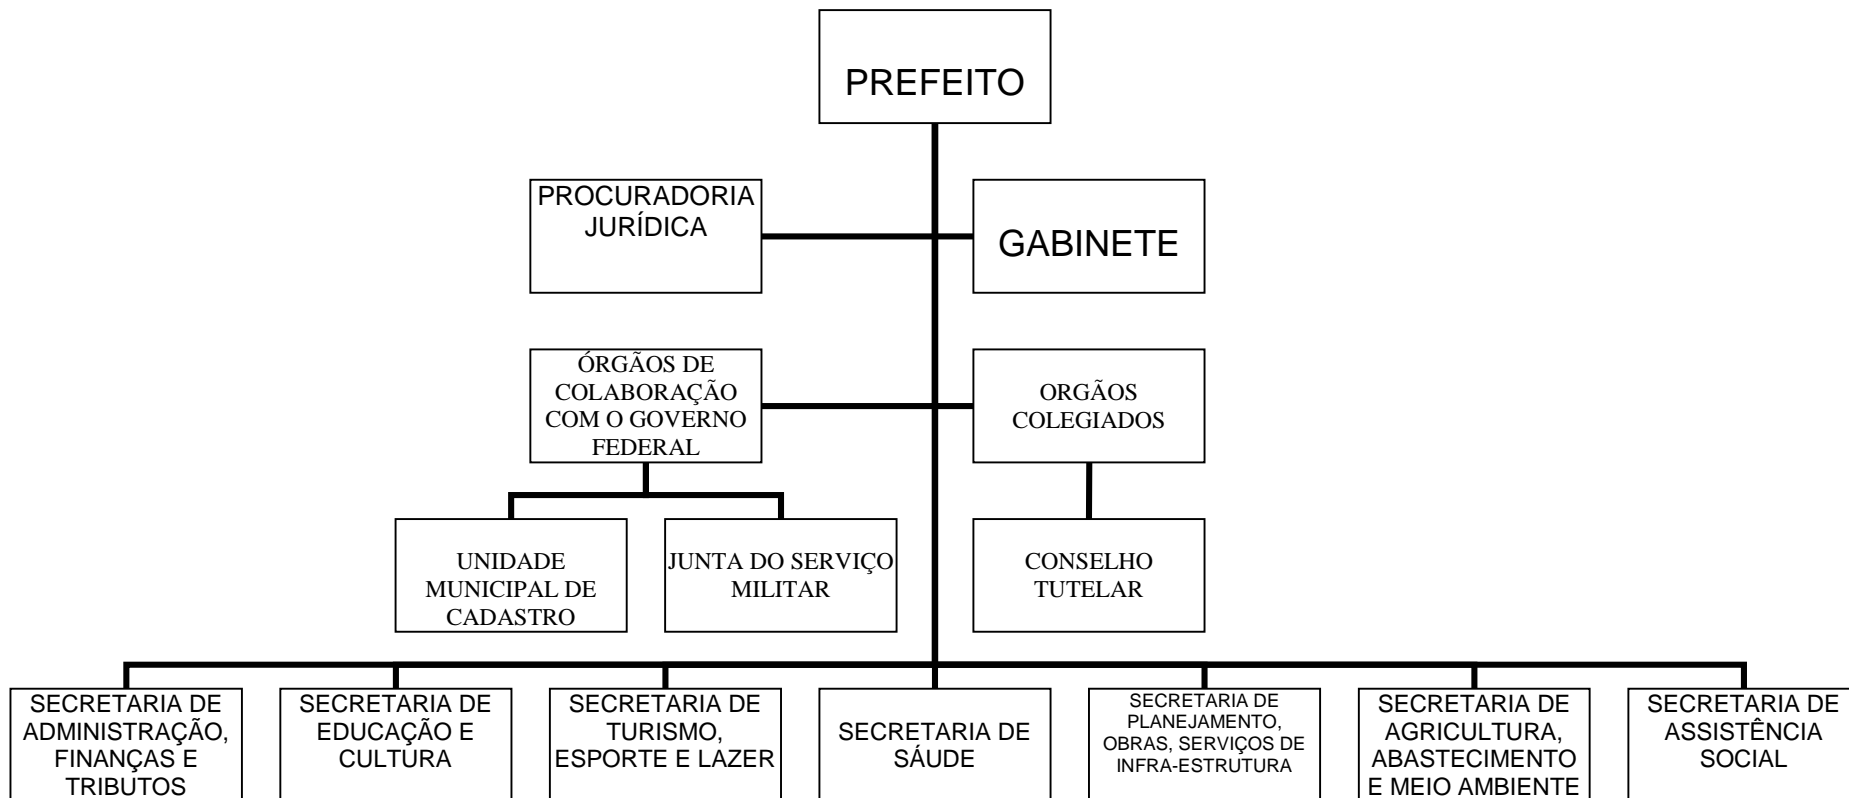 PREFEITO
PROCURADORIA
JURÍDICA
GABINETE
ÓRGÃOS DE
COLABORAÇÃO
COM O GOVERNO
FEDERAL
ORGÃOS
COLEGIADOS
UNIDADE
MUNICIPAL DE
CADASTRO
JUNTA DO SERVIÇO
MILITAR
CONSELHO
TUTELAR
SECRETARIA DE
ADMINISTRAÇÃO,
FINANÇAS E
TRIBUTOS
SECRETARIA DE
EDUCAÇÃO E
CULTURA
SECRETARIA DE
TURISMO,
ESPORTE E LAZER
SECRETARIA DE
SÁUDE
SECRETARIA DE
PLANEJAMENTO,
OBRAS, SERVIÇOS DE
INFRA-ESTRUTURA
SECRETARIA DE
AGRICULTURA,
ABASTECIMENTO
E MEIO AMBIENTE
SECRETARIA DE
ASSISTÊNCIA
SOCIAL